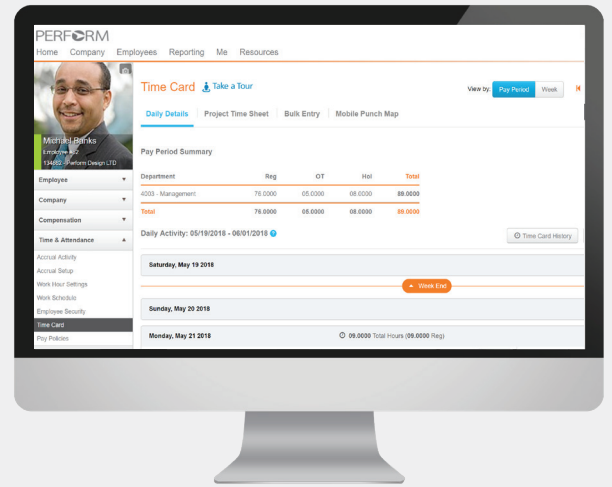 PERFORM
Home Company Employees Reporting Me Resources
Time Card Take a Tour
View by: Pay Period Week
Daily Details Project Time Sheet Bulk Entry Mobile Punch Map
Michael Banks
Employee
Perform Design LTD
Pay Period Summary
Department Reg OT Hol Total
4003 - Management 76.0000 05.0000 08.0000 89.0000
Total 76.0000 05.0000 08.0000 89.0000
Daily Activity: 05/19/2018 - 06/01/2018
Time Card History
Saturday, May 19 2018
Week End
Sunday, May 20 2018
Monday, May 21 2018 09.0000 Total Hours (09.0000 Reg)
Employee
Company
Compensation
Time & Attendance
Accrual Activity
Accrual Setup
Work Hour Settings
Work Schedule
Employee Security
Time Card
Pay Policies